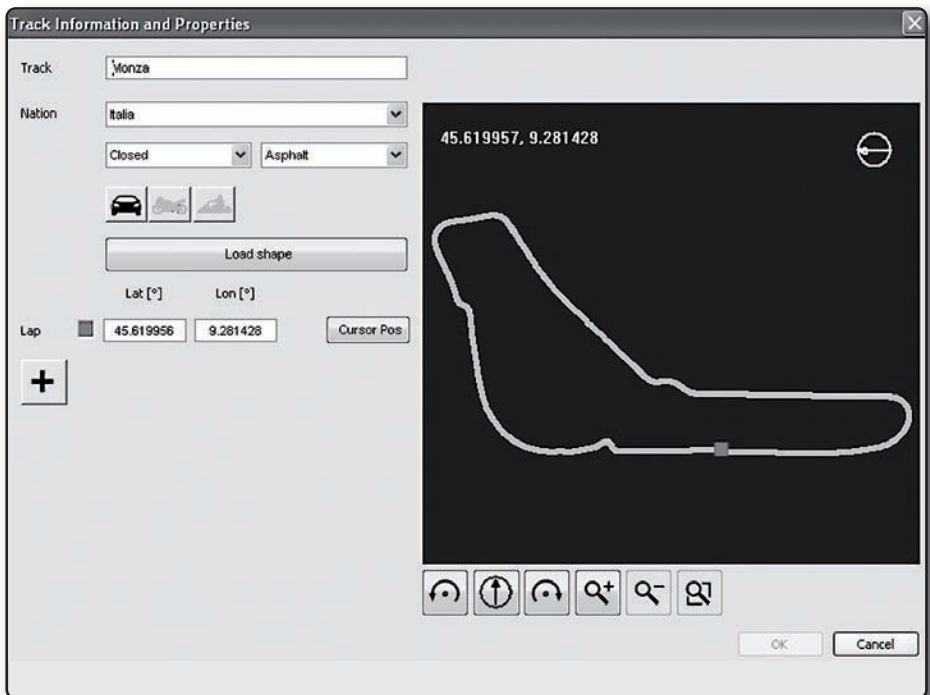 Track Information and Properties
Track Monza
Nation Italia
45.619957, 9.281428
Closed Asphalt
Load shape
Lat [°] Lon [°]
Lap 45.619956 9.281428 Cursor Pos
OK Cancel